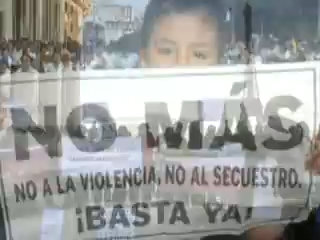 NO MÁS
NO A LA VIOLENCIA, NO AL SECUESTRO.
¡BASTA YA!